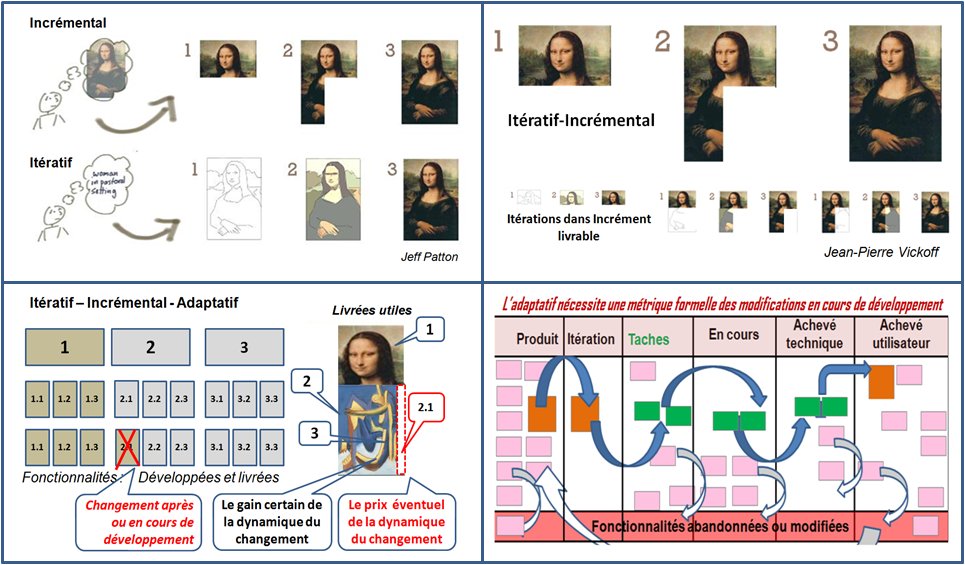 Incrémental
1 2 3
Itératif
woman
in pastoral
setting
1 2 3
Jeff Patton
1 2 3
Itératif-Incrémental
1 2 3 1 2 3 1 2 3
Itérations dans Incrément
livrable
Jean-Pierre Vickoff
Itératif – Incrémental - Adaptatif
Livrées utiles
1 2 3
1
1.1 1.2 1.3 2.1 2.2 2.3 3.1 3.2 3.3
2
2.1
3
1.1 1.2 1.3 2.1 2.2 2.3 3.1 3.2 3.3
Fonctionnalités : Développées et livrées
Changement après
ou en cours de
développement
Le gain certain de
la dynamique du
changement
Le prix éventuel
de la dynamique
du changement
L'adaptatif nécessite une métrique formelle des modifications en cours de développement
Produit Itération Taches En cours Achevé technique Achevé utilisateur
Fonctionnalités abandonnées ou modifiées